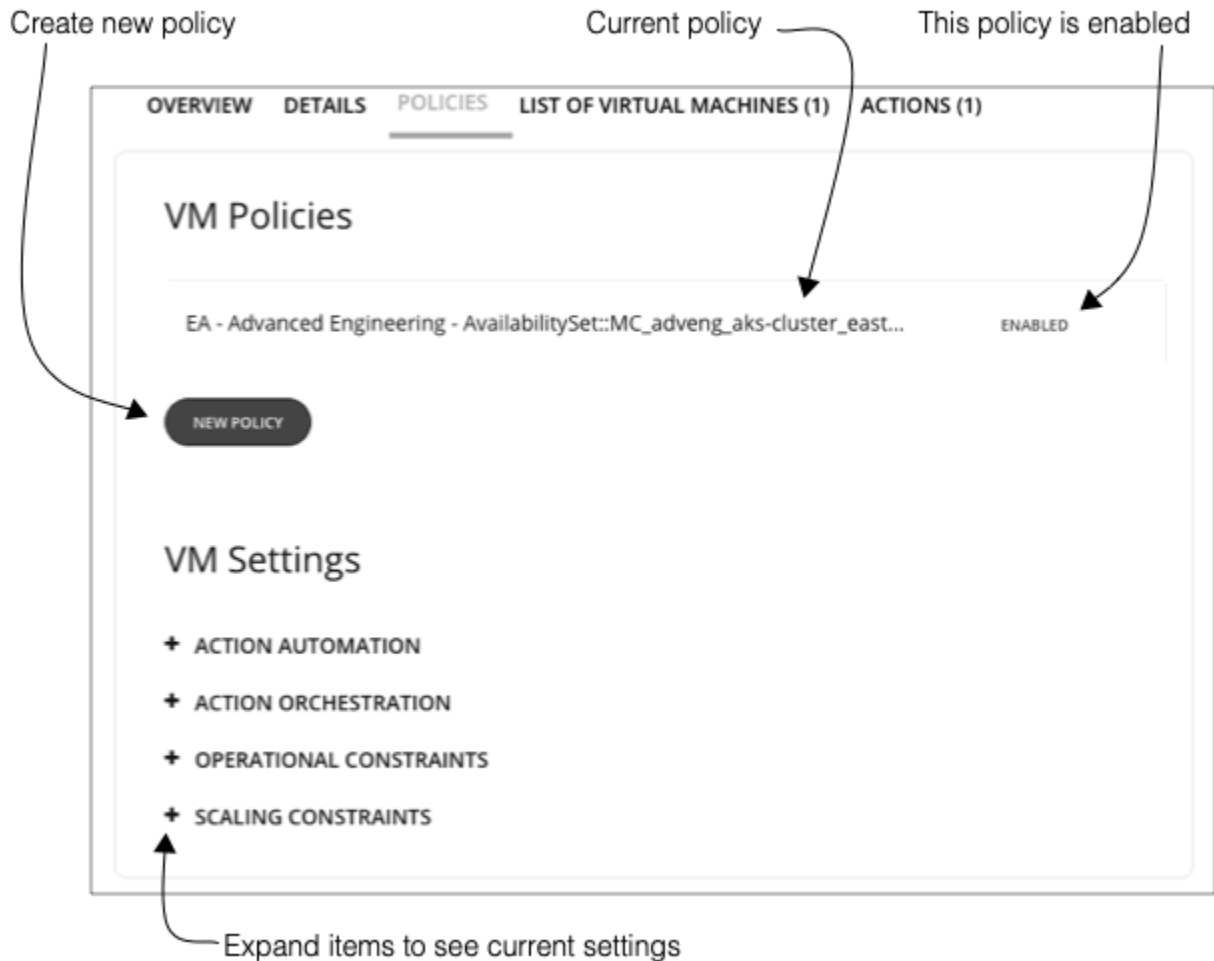 Create new policy
Current policy
This policy is enabled
OVERVIEW DETAILS POLICIES LIST OF VIRTUAL MACHINES (1) ACTIONS (1)
VM Policies
EA - Advanced Engineering - AvailabilitySet::MC_adveng_aks-cluster_east... ENABLED
NEW POLICY
VM Settings
+ ACTION AUTOMATION
+ ACTION ORCHESTRATION
+ OPERATIONAL CONSTRAINTS
+ SCALING CONSTRAINTS
Expand items to see current settings